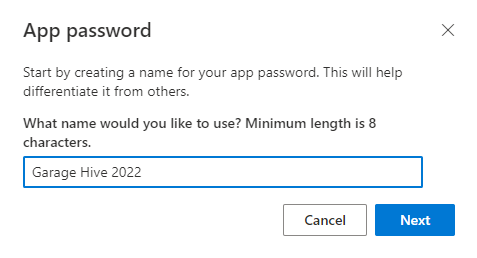 App password
Start by creating a name for your app password. This will help
differentiate it from others.
What name would you like to use? Minimum length is 8
characters.
Garage Hive 2022
Cancel
Next